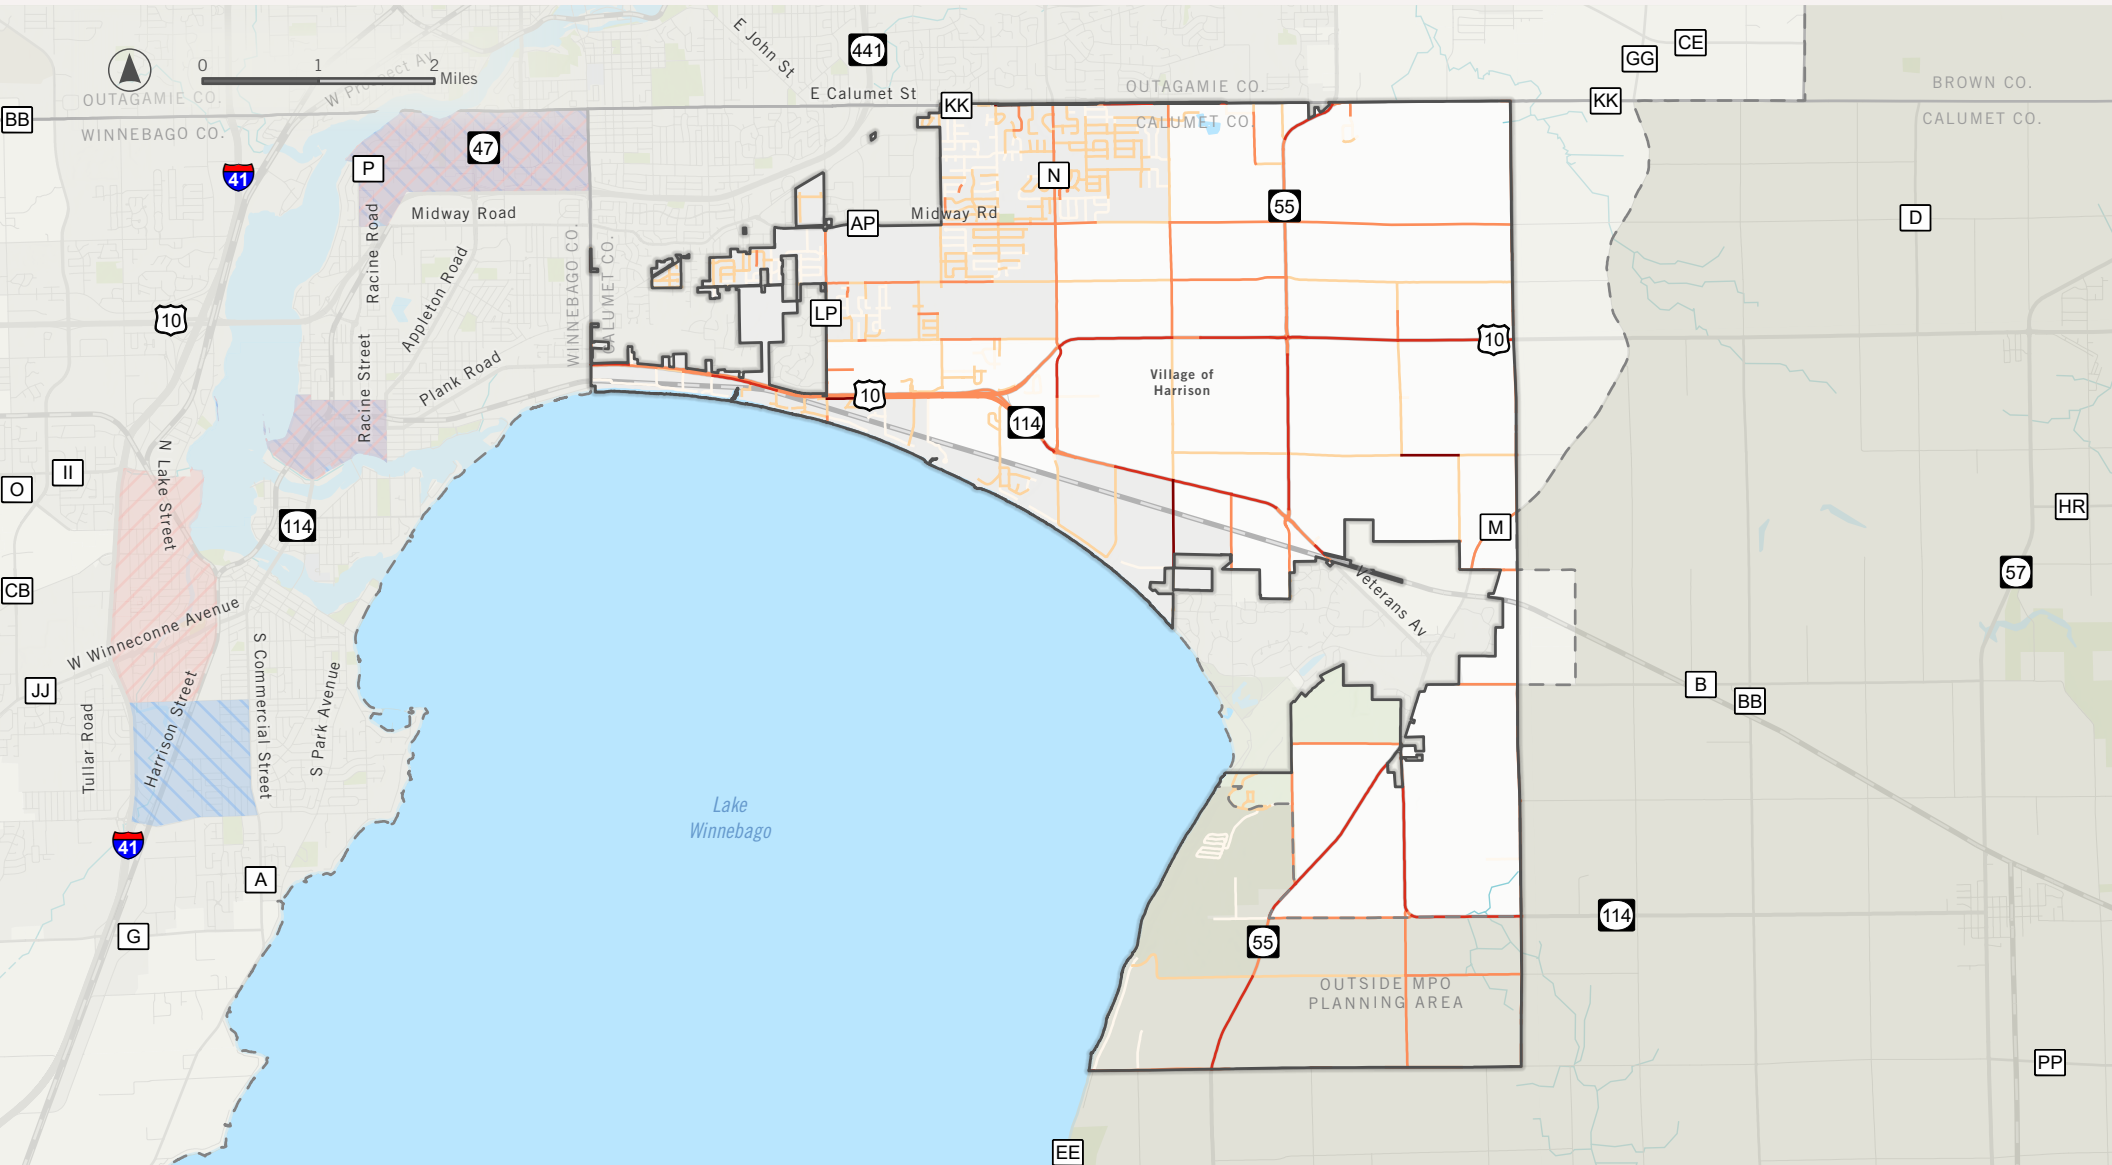 E John St
441
CE
GG
0 1 2
Miles
W Prospect Av
OUTAGAMIE CO.
E Calumet St
OUTAGAMIE CO.
BROWN CO.
KK
KK
BB
WINNEBAGO CO.
CALUMET CO.
CALUMET CO.
47
P
41
N
55
Midway Road
AP
Midway Rd
D
Racine Road
WINNEBAGO CO.
CALUMET CO.
Appleton Road
10
LP
10
Racine Street
Plank Road
Village of
Harrison
10
114
N Lake Street
II
O
114
M
HR
57
CB
Veterans Av
W Winneconne Avenue
S Commercial Street
S Park Avenue
JJ
B
BB
Tullar Road
Harrison Street
Lake
Winnebago
41
A
114
G
55
OUTSIDE MPO
PLANNING AREA
PP
EE